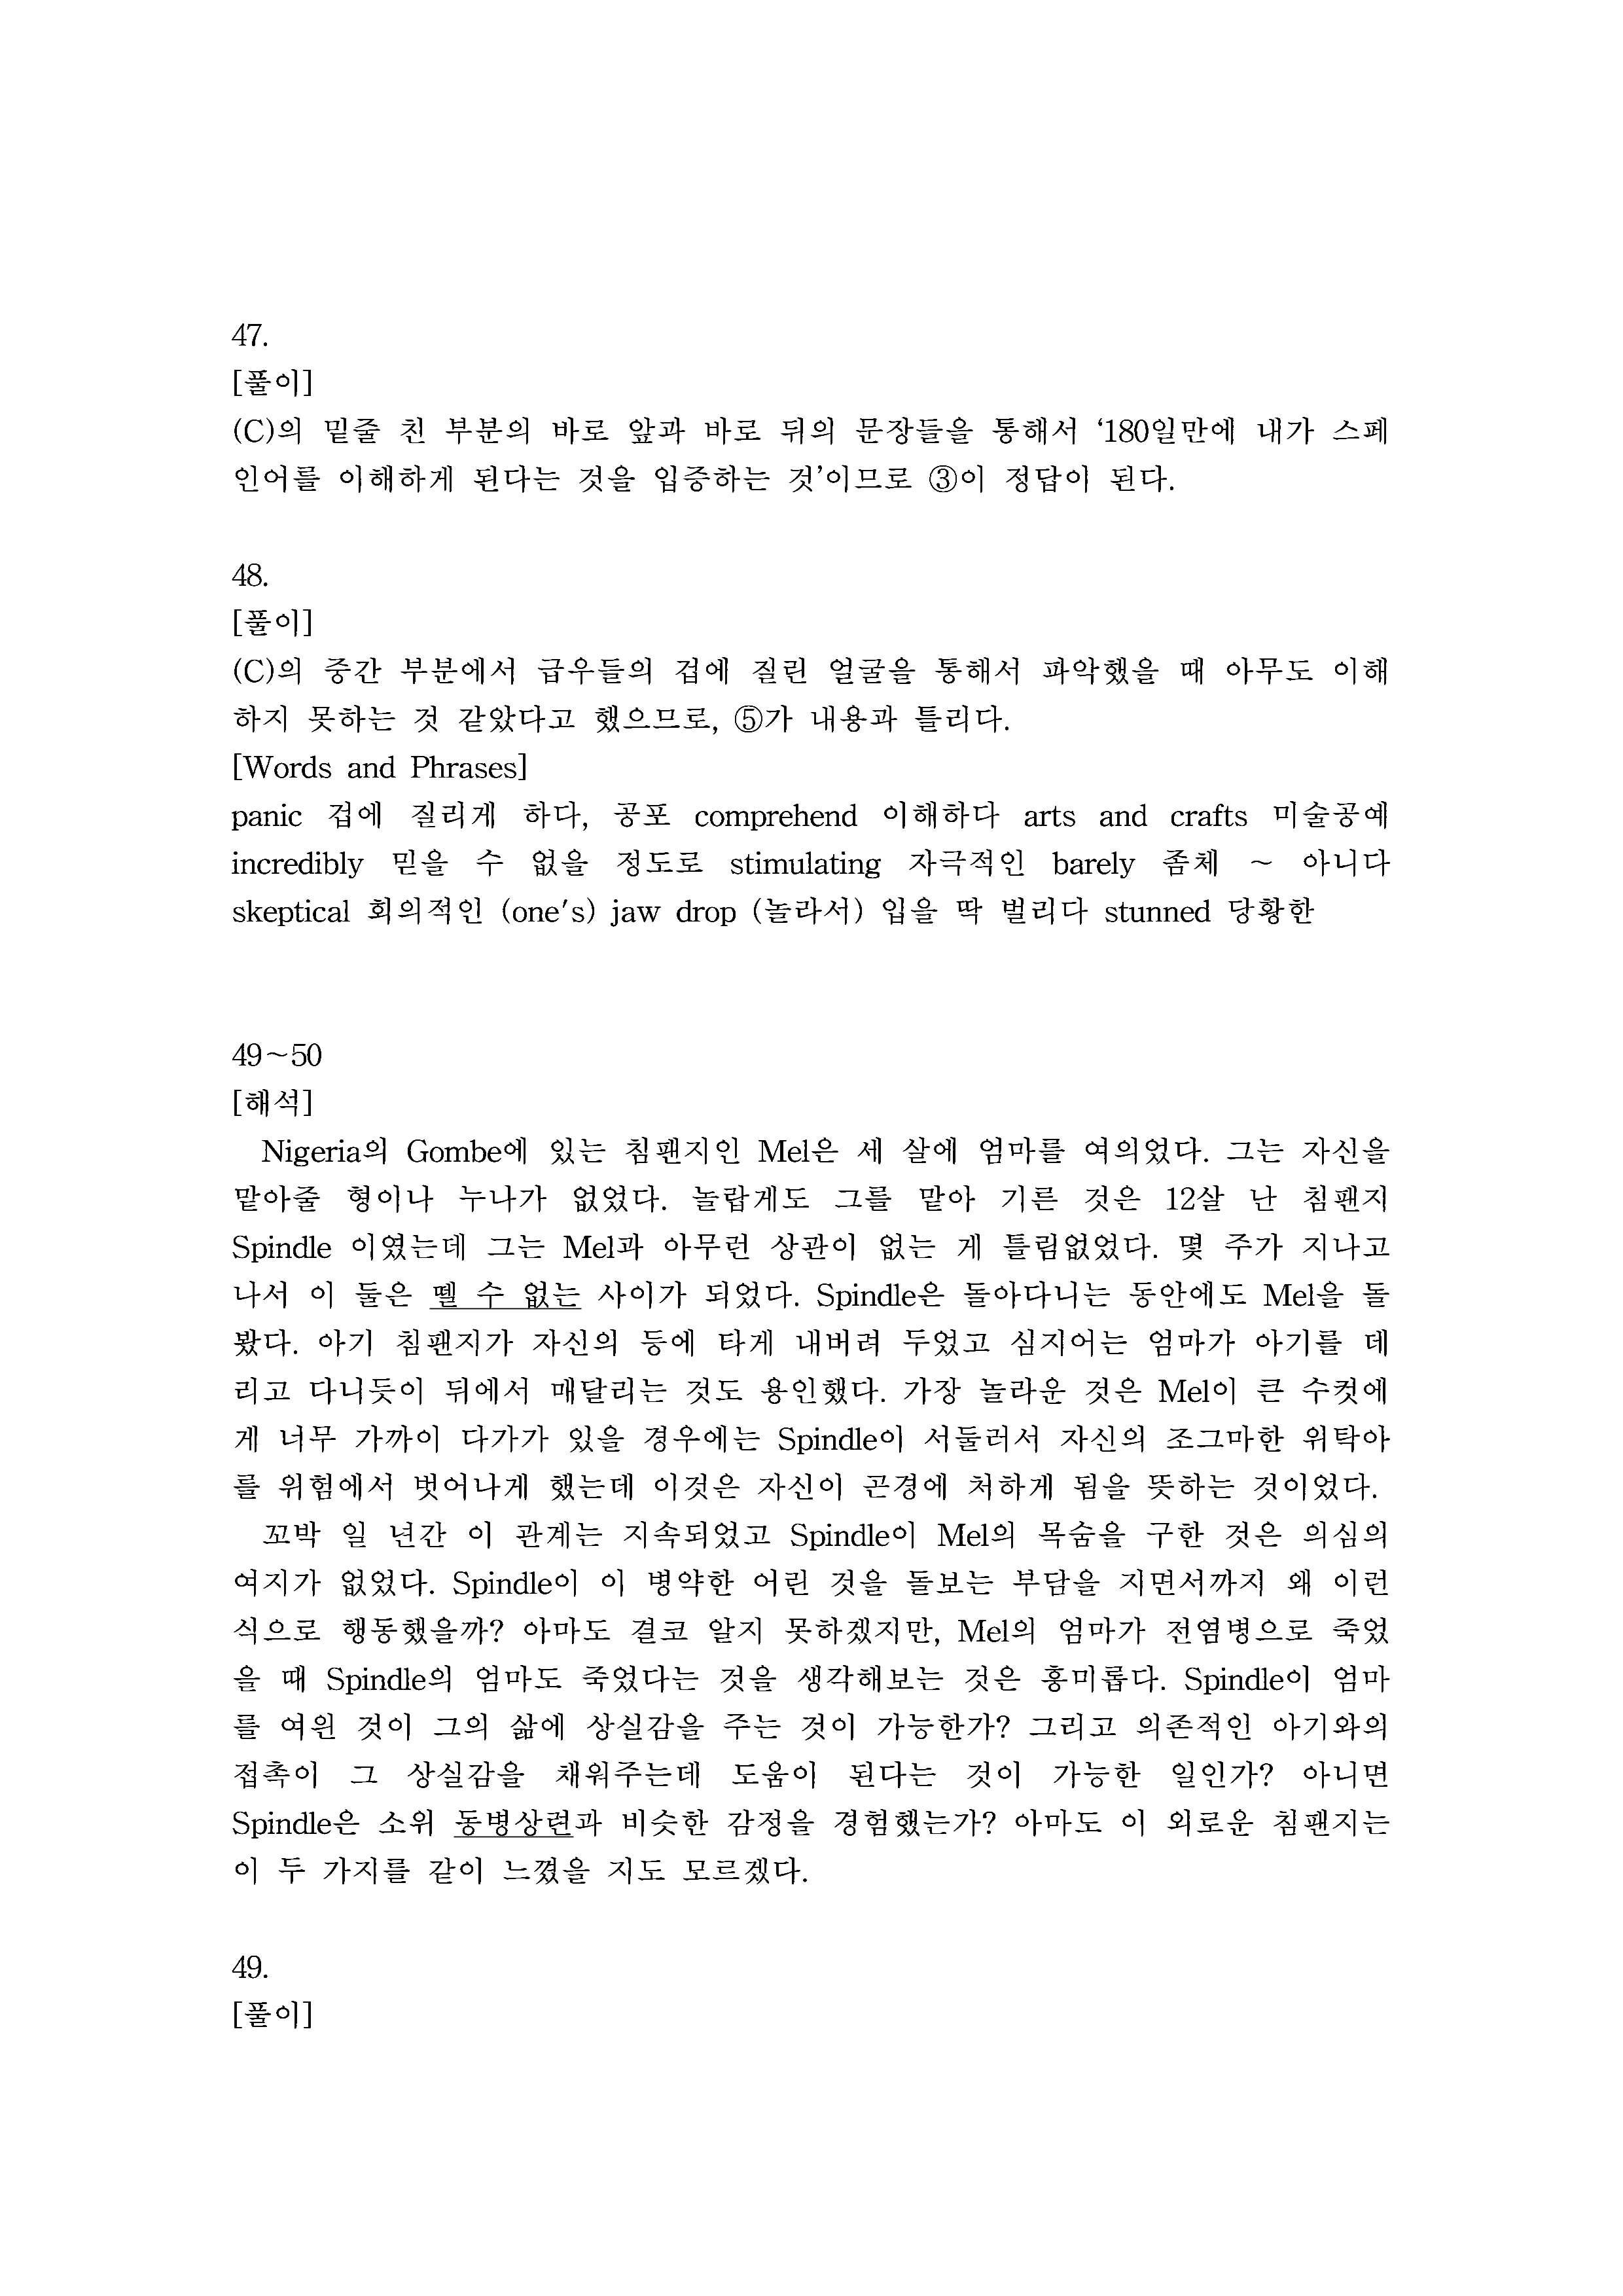 47.
[풀이]
(C)의 밑줄 친 부분의 바로 앞과 바로 뒤의 문장들을 통해서 ‘180일만에 내가 스페
인어를 이해하게 된다는 것을 입증하는 것’이므로 ③이 정답이 된다.
48.
[풀이]
(C)의 중간 부분에서 급우들의 겁에 질린 얼굴을 통해서 파악했을 때 아무도 이해
하지 못하는 것 같았다고 했으므로, ⑤가 내용과 틀리다.
[Words and Phrases]
panic 겁에 질리게 하다, 공포 comprehend 이해하다 arts and crafts 미술공예
incredibly 믿을 수 없을 정도로 stimulating 자극적인 barely 좀체 ~ 아니다
skeptical 회의적인 (one's) jaw drop (놀라서) 입을 딱 벌리다 stunned 당황한
49~50
[해석]
Nigeria의 Gombe에 있는 침팬지인 Mel은 세 살에 엄마를 여의었다. 그는 자신을
맡아줄 형이나 누나가 없었다. 놀랍게도 그를 맡아 기른 것은 12살 난 침팬지
Spindle 이였는데 그는 Mel과 아무런 상관이 없는 게 틀림없었다. 몇 주가 지나고
나서 이 둘은 뗄 수 없는 사이가 되었다. Spindle은 돌아다니는 동안에도 Mel을 돌
봤다. 아기 침팬지가 자신의 등에 타게 내버려 두었고 심지어는 엄마가 아기를 데
리고 다니듯이 뒤에서 매달리는 것도 용인했다. 가장 놀라운 것은 Mel이 큰 수컷에
게 너무 가까이 다가가 있을 경우에는 Spindle이 서둘러서 자신의 조그마한 위탁아
를 위험에서 벗어나게 했는데 이것은 자신이 곤경에 처하게 됨을 뜻하는 것이었다.
꼬박 일 년간 이 관계는 지속되었고 Spindle이 Mel의 목숨을 구한 것은 의심의
여지가 없었다. Spindle이 이 병약한 어린 것을 돌보는 부담을 지면서까지 왜 이런
식으로 행동했을까? 아마도 결코 알지 못하겠지만, Mel의 엄마가 전염병으로 죽었
을 때 Spindle의 엄마도 죽었다는 것을 생각해보는 것은 흥미롭다. Spindle이 엄마
를 여읜 것이 그의 삶에 상실감을 주는 것이 가능한가? 그리고 의존적인 아기와의
접촉이 그 상실감을 채워주는데 도움이 된다는 것이 가능한 일인가? 아니면
Spindle은 소위 동병상련과 비슷한 감정을 경험했는가? 아마도 이 외로운 침팬지는
이 두 가지를 같이 느꼈을 지도 모르겠다.
49.
[풀이]